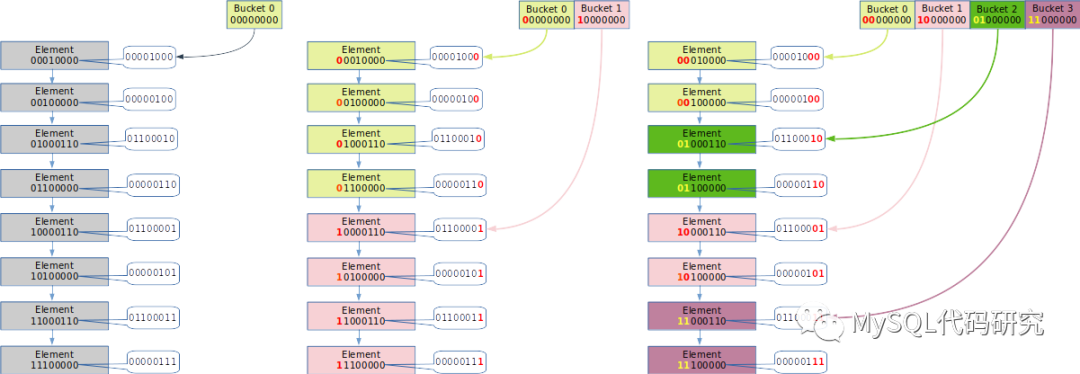 Bucket 0
00000000
Element
00010000
00001000
Element
00100000
00000100
Element
01000110
01100010
Element
01100000
00000110
Element
10000110
01100001
Element
10100000
00000101
Element
11000110
01100011
Element
11100000
00000111
Bucket 0
00000000
Bucket 1
10000000
Element
00010000
00001000
Element
00100000
00000100
Element
01000110
01100010
Element
01100000
00000110
Element
10000110
01100001
Element
10100000
00000101
Element
11000110
01100011
Element
11100000
00000111
Bucket 0
00000000
Bucket 1
10000000
Bucket 2
01000000
Bucket 3
11000000
Element
00010000
00001000
Element
00100000
00000100
Element
01000110
01100010
Element
01100000
00000110
Element
10000110
01100001
Element
10100000
00000101
Element
11000110
Element
11100000
00000111
MySQL代码研究